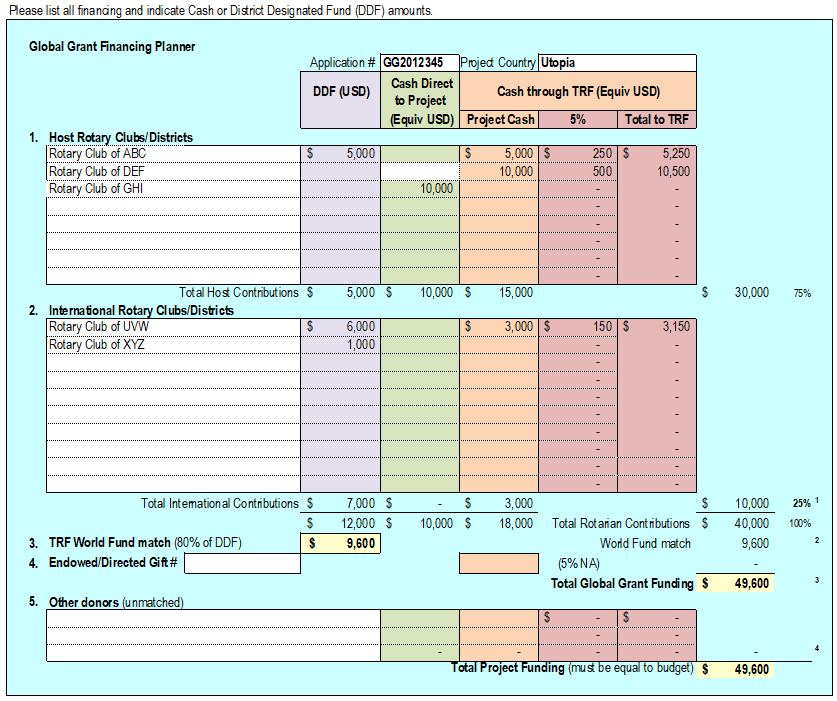 Please list all financing and indicate Cash or District Designated Fund (DDF) amounts.
Global Grant Financing Planner
Application # GG2012345 Project Country Utopia
DDF (USD) Cash Direct to Project (Equiv USD) Cash through TRF (Equiv USD)
Project Cash 5% Total to TRF
1. Host Rotary Clubs/Districts
Rotary Club of ABC $ 5,000 $ 5,000 $ 250 $ 5,250
Rotary Club of DEF 10,000 500 10,500
Rotary Club of GHI 10,000 - -
- -
- -
- -
- -
- -
Total Host Contributions $ 5,000 $ 10,000 $ 15,000 $ 30,000 75%
2. International Rotary Clubs/Districts
Rotary Club of UVW $ 6,000 $ 3,000 $ 150 $ 3,150
Rotary Club of XYZ 1,000 - -
- -
- -
- -
- -
- -
- -
- -
- -
Total International Contributions $ 7,000 $ - $ 3,000 $ 10,000 25% 1
$ 12,000 $ 10,000 $ 18,000 Total Rotarian Contributions $ 40,000 100%
3. TRF World Fund match (80% of DDF) $ 9,600 World Fund match 9,600 2
4. Endowed/Directed Gift # (5% NA) -
Total Global Grant Funding $ 49,600 3
5. Other donors (unmatched)
$ - $ -
- -
- - - - - 4
Total Project Funding (must be equal to budget) $ 49,600